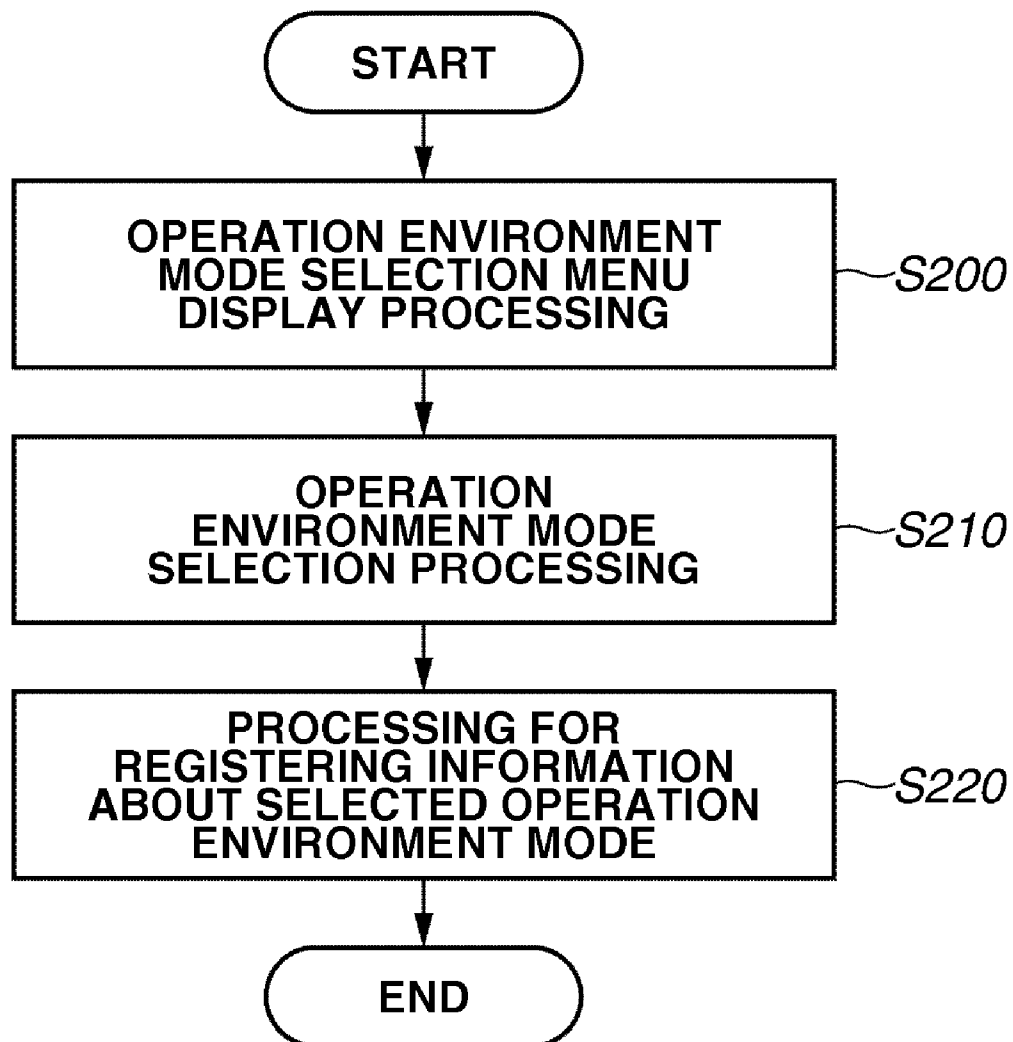 START
OPERATION ENVIRONMENT
MODE SELECTION MENU
DISPLAY PROCESSING
S200
OPERATION
ENVIRONMENT MODE
SELECTION PROCESSING
S210
PROCESSING FOR
REGISTERING INFORMATION
ABOUT SELECTED OPERATION
ENVIRONMENT MODE
S220
END